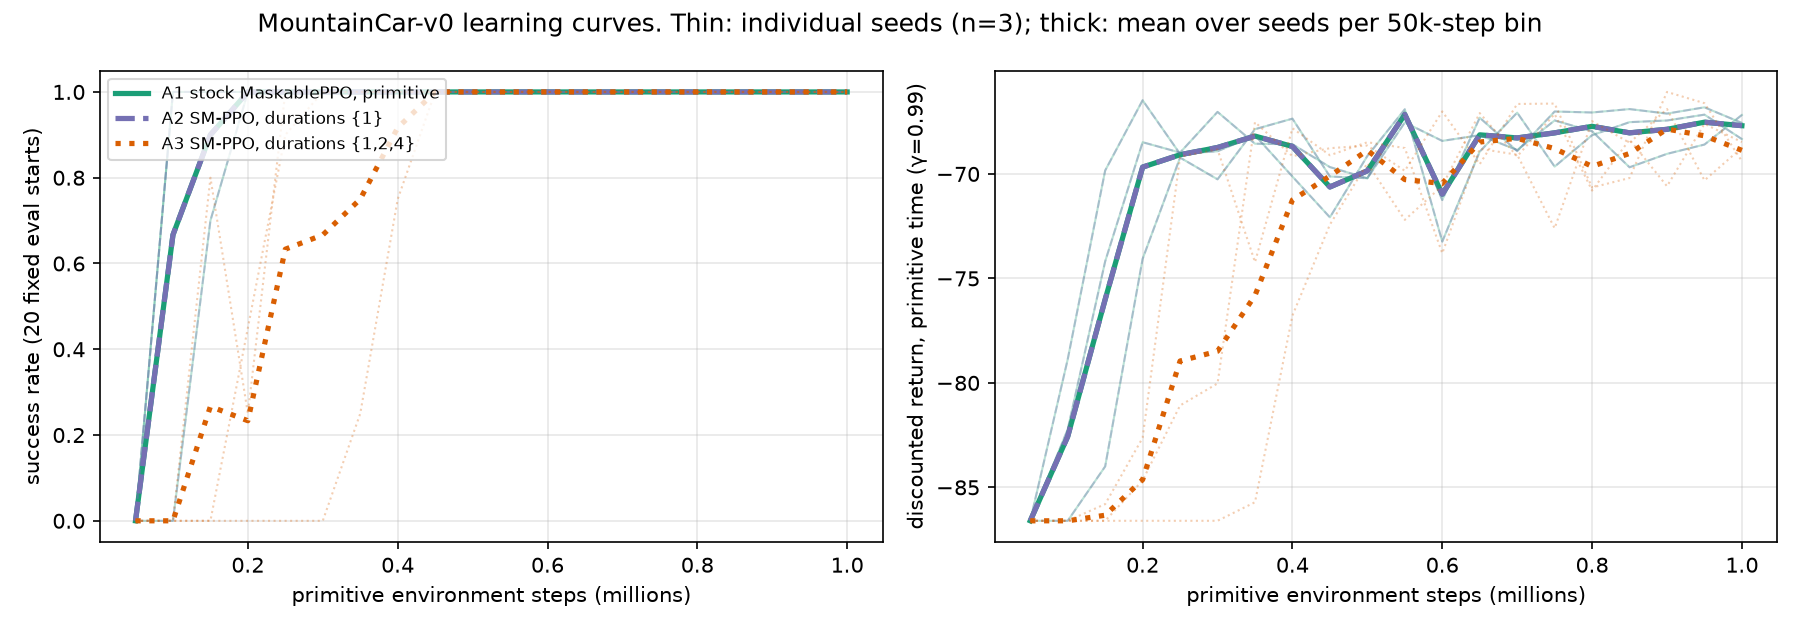 MountainCar-v0 learning curves. Thin: individual seeds (n=3); thick: mean over seeds per 50k-step bin
success rate (20 fixed eval starts)
1.0
0.8
0.6
0.4
0.2
0.0
A1 stock MaskablePPO, primitive
A2 SM-PPO, durations {1}
A3 SM-PPO, durations {1,2,4}
0.2 0.4 0.6 0.8 1.0
primitive environment steps (millions)
discounted return, primitive time (γ=0.99)
−70
−75
−80
−85
0.2 0.4 0.6 0.8 1.0
primitive environment steps (millions)